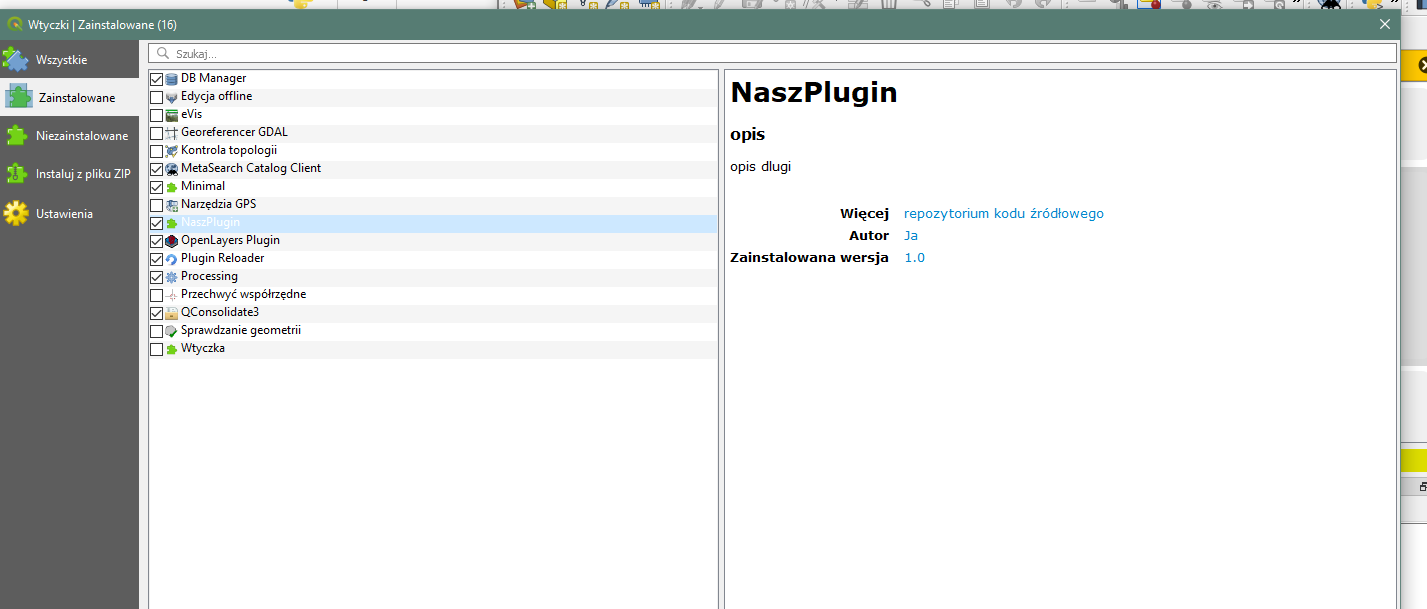 Wtyczki | Zainstalowane (16)
Wszystkie
Zainstalowane
Niezainstalowane
Instaluj z pliku ZIP
Ustawienia
Szukaj...
DB Manager
Edycja offline
eVis
Georeferencer GDAL
Kontrola topologii
MetaSearch Catalog Client
Minimal
Narzędzia GPS
NaszPlugin
OpenLayers Plugin
Plugin Reloader
Processing
Przechwyć współrzędne
QConsolidate3
Sprawdzanie geometrii
Wtyczka
NaszPlugin
opis
opis dlugi
Więcej repozytorium kodu źródłowego
Autor Ja
Zainstalowana wersja 1.0